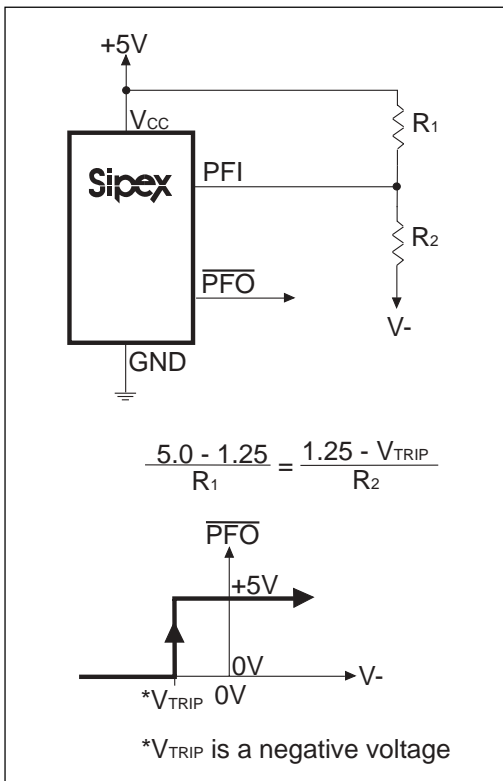 +5V
VCC
R1
Sipex
PFI
R2
PFO
V-
GND
5.0 - 1.25 = 1.25 - VTRIP
R1 R2
PFO
+5V
0V
V-
*VTRIP 0V
*VTRIP is a negative voltage